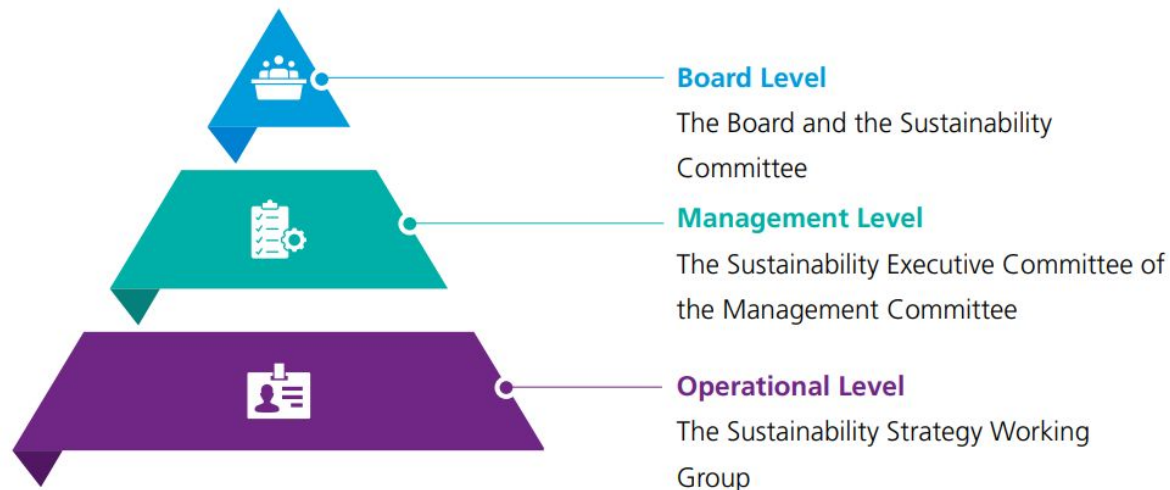 Board Level
The Board and the Sustainability
Committee
Management Level
The Sustainability Executive Committee of
the Management Committee
Operational Level
The Sustainability Strategy Working
Group